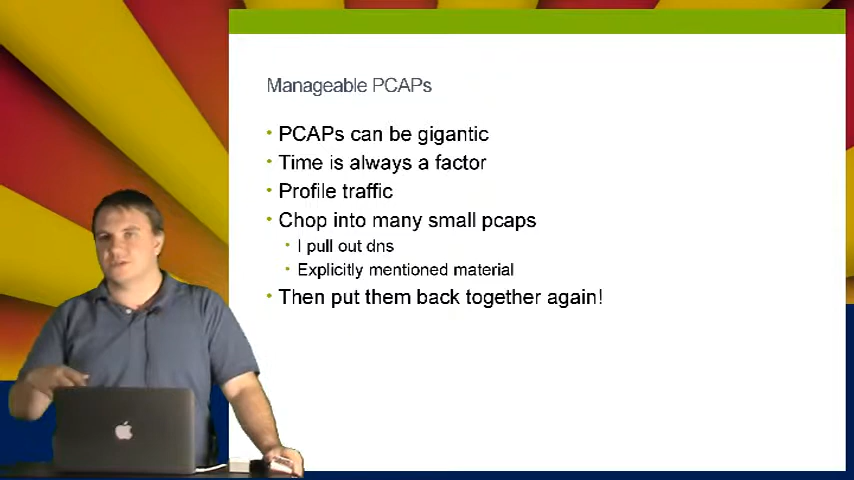 Manageable PCAPs
• PCAPs can be gigantic
• Time is always a factor
• Profile traffic
• Chop into many small pcaps
• I pull out dns
• Explicitly mentioned material
• Then put them back together again!